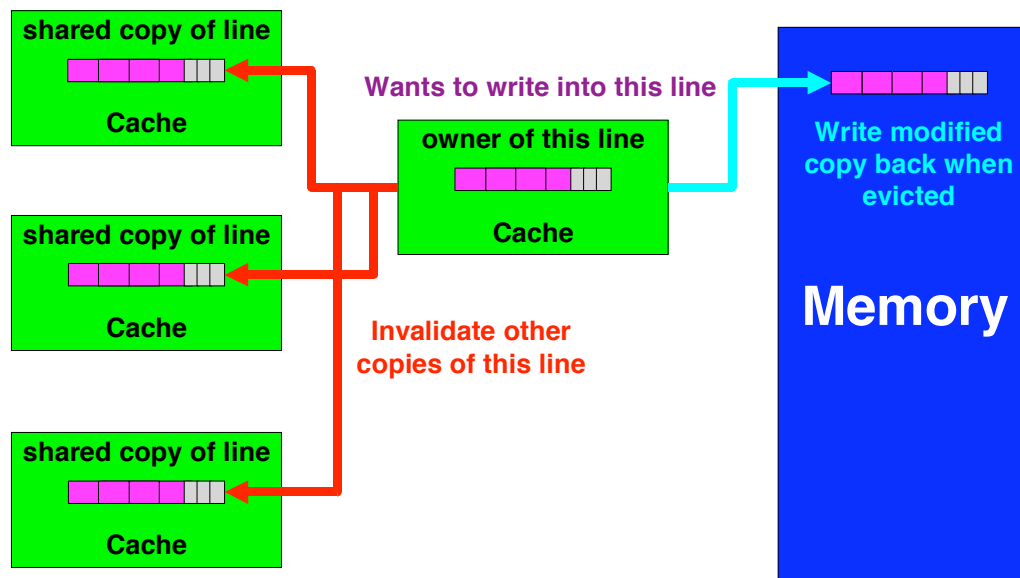 shared copy of line
Cache
shared copy of line
Cache
shared copy of line
Cache
Wants to write into this line
owner of this line
Cache
Invalidate other
copies of this line
Write modified
copy back when
evicted
Memory